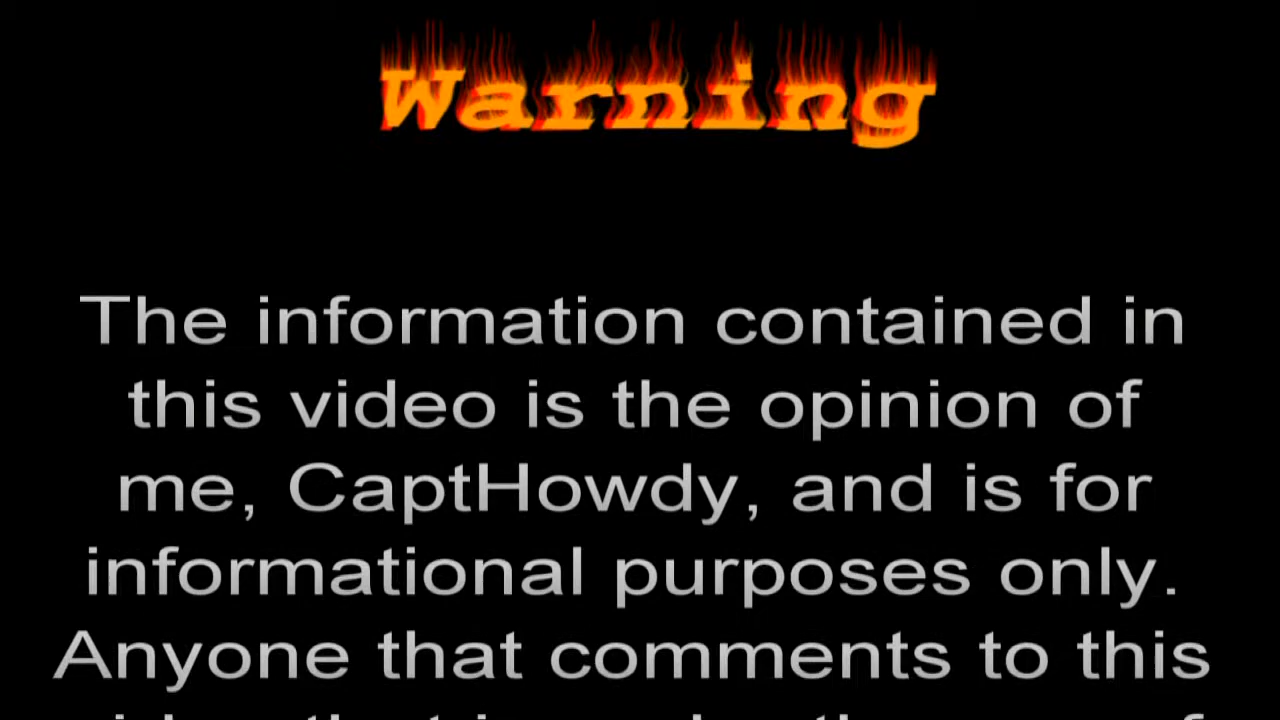 Warning
The information contained in
this video is the opinion of
me, CaptHowdy, and is for
informational purposes only.
Anyone that comments to this